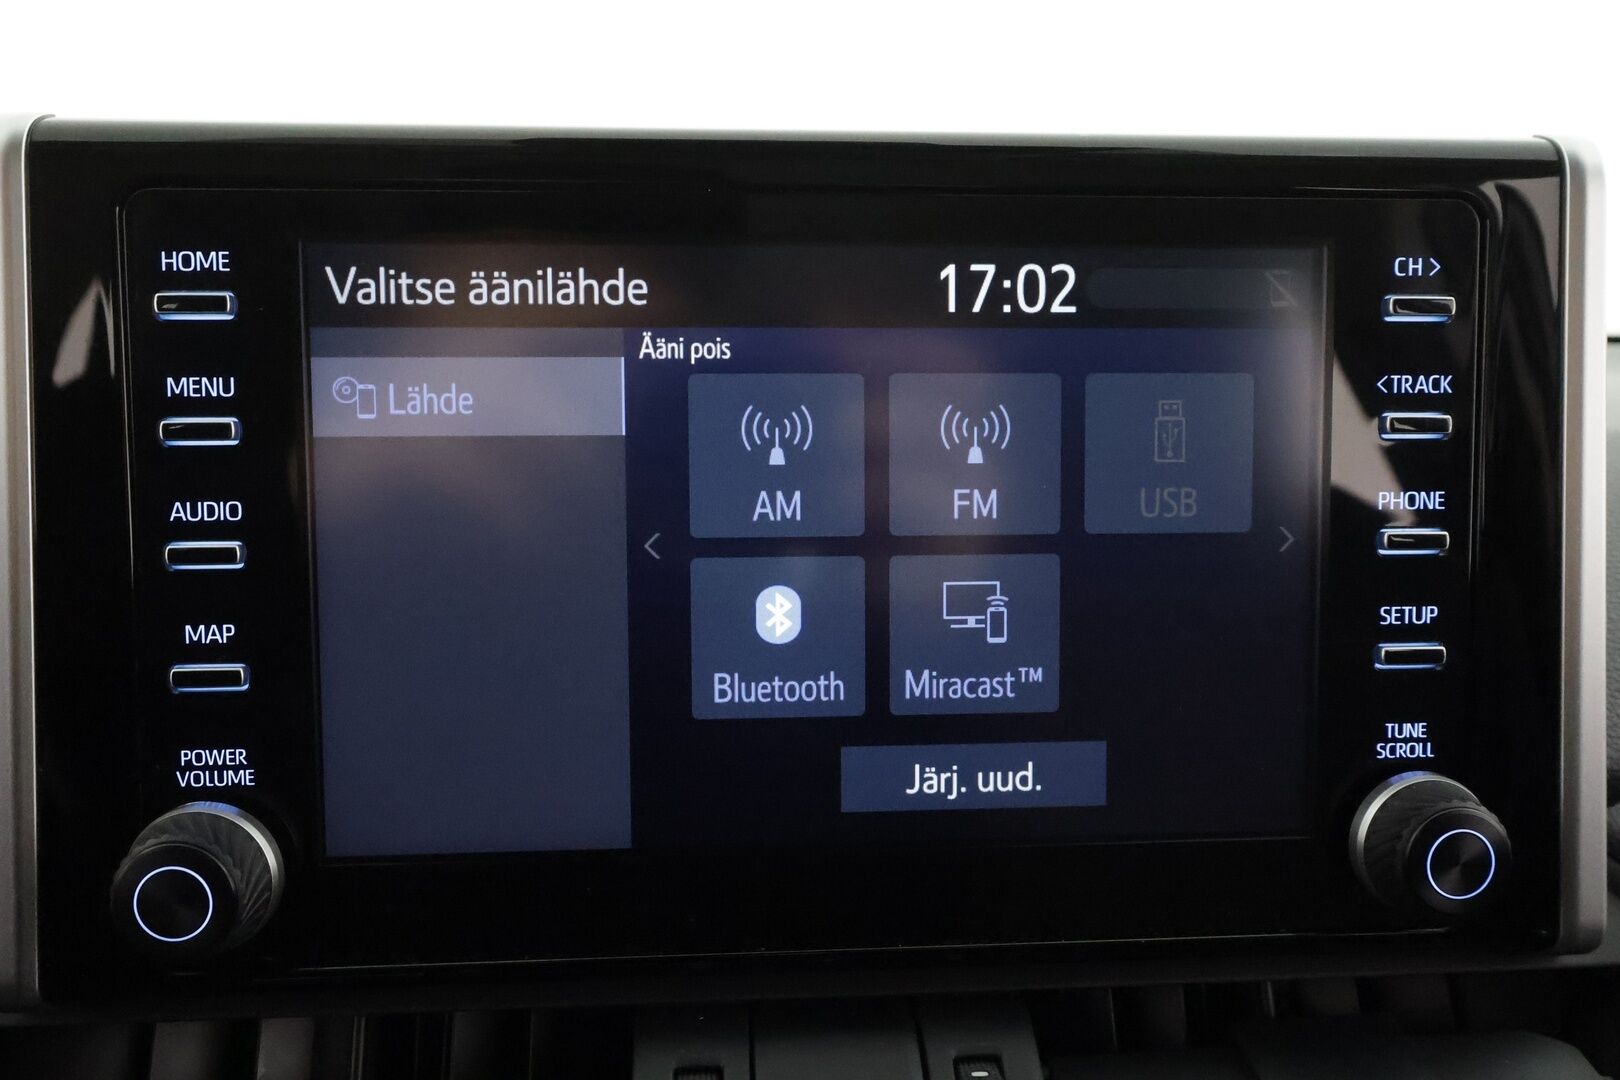 HOME
MENU
AUDIO
MAP
POWER
VOLUME
Valitse äänilähde
17:02
Lähde
Ääni pois
AM
FM
USB
Bluetooth
Miracast™
Järj. uud.
CH >
<TRACK
PHONE
SETUP
TUNE
SCROLL